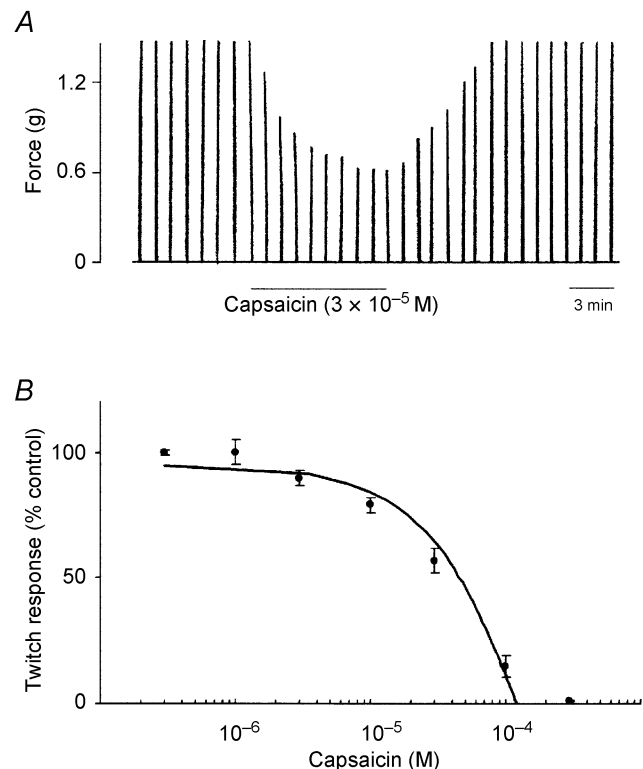 A
1.2
0.6
0
Force (g)
Capsaicin (3 × 10–5 M)
3 min
B
100
50
0
Twitch response (% control)
10–6
10–5
10–4
Capsaicin (M)